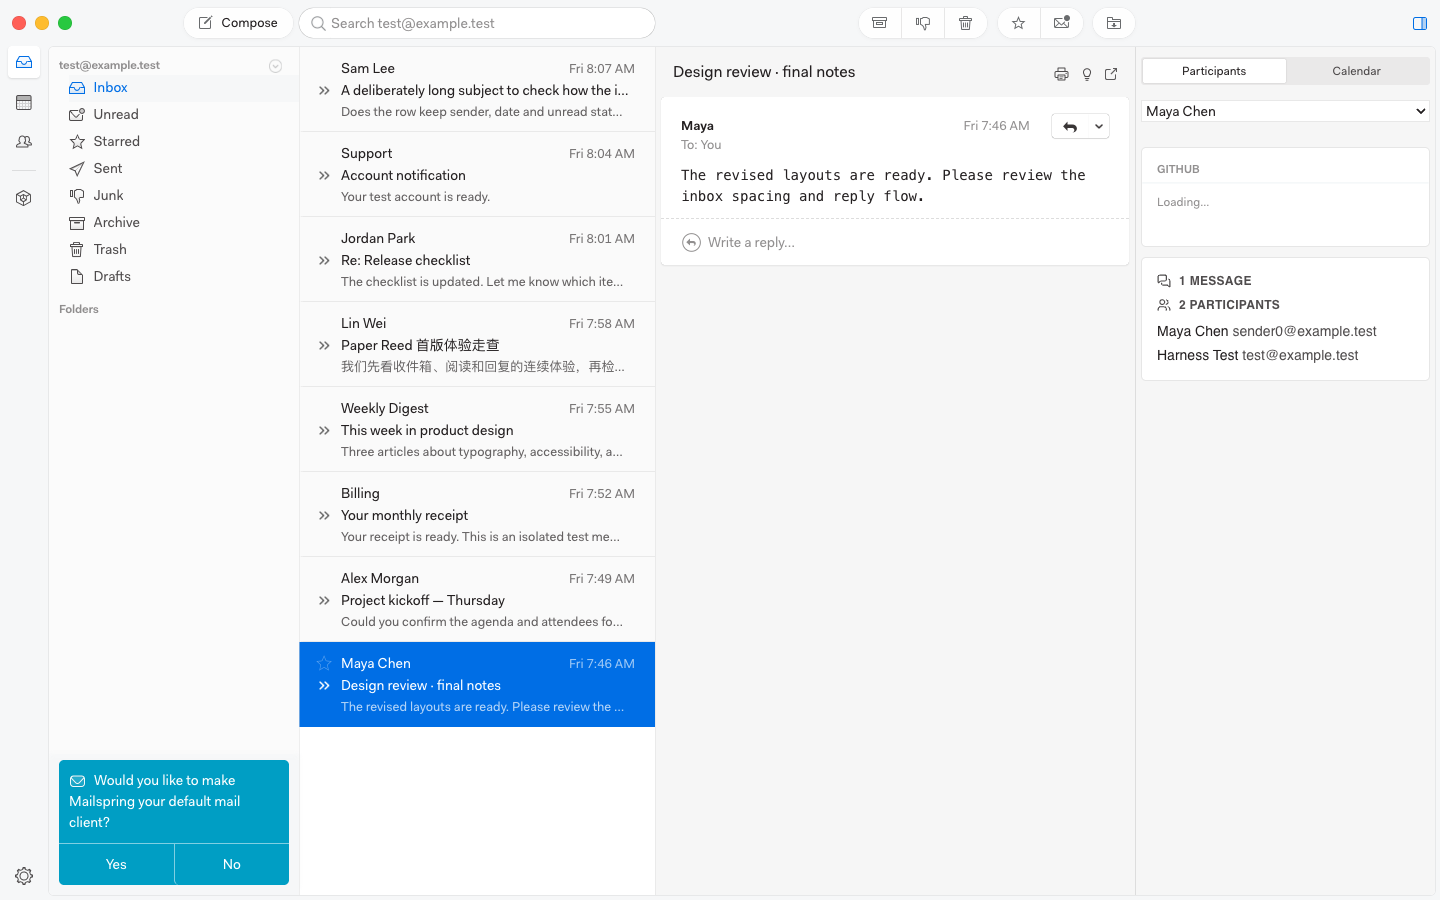 Compose
Search test@example.test
test@example.test
Inbox
Unread
Starred
Sent
Junk
Archive
Trash
Drafts
Folders
Would you like to make
Mailspring your default mail
client?
Yes
No
Sam Lee
Fri 8:07 AM
A deliberately long subject to check how the i...
Does the row keep sender, date and unread stat...
Support
Fri 8:04 AM
Account notification
Your test account is ready.
Jordan Park
Fri 8:01 AM
Re: Release checklist
The checklist is updated. Let me know which ite...
Lin Wei
Fri 7:58 AM
Paper Reed 首版体验走查
我们先看收件箱、阅读和回复的连续体验，再检...
Weekly Digest
Fri 7:55 AM
This week in product design
Three articles about typography, accessibility, a...
Billing
Fri 7:52 AM
Your monthly receipt
Your receipt is ready. This is an isolated test me...
Alex Morgan
Fri 7:49 AM
Project kickoff — Thursday
Could you confirm the agenda and attendees fo...
Maya Chen
Fri 7:46 AM
Design review · final notes
The revised layouts are ready. Please review the ...
Design review · final notes
Maya
Fri 7:46 AM
To: You
The revised layouts are ready. Please review the
inbox spacing and reply flow.
Write a reply...
Participants
Calendar
Maya Chen
GITHUB
Loading...
1 MESSAGE
2 PARTICIPANTS
Maya Chen sender0@example.test
Harness Test test@example.test